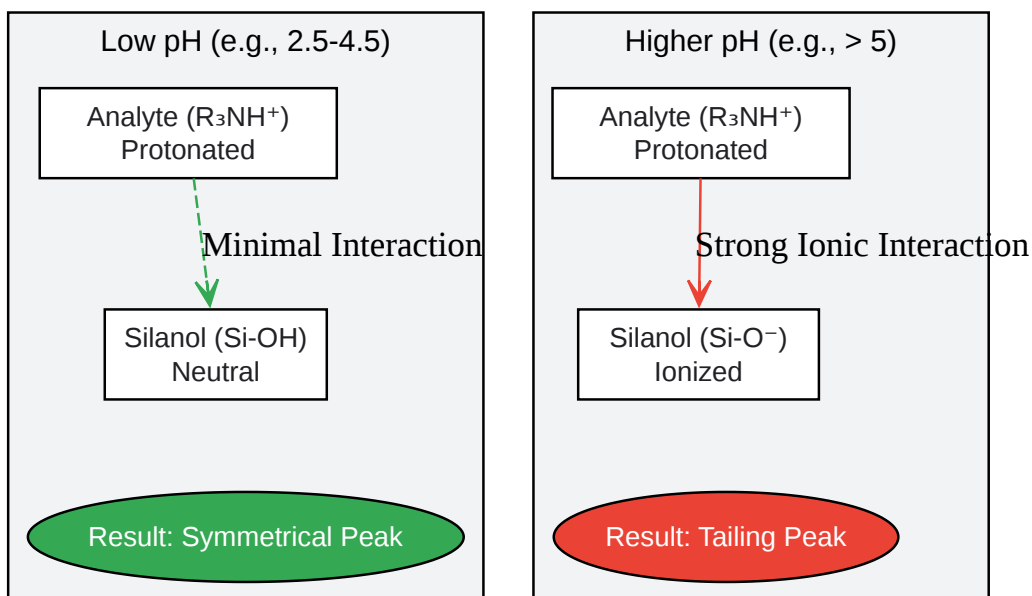 Low pH (e.g., 2.5-4.5)
Analyte (R₃NH⁺)
Protonated
Minimal Interaction
Silanol (Si-OH)
Neutral
Result: Symmetrical Peak
Higher pH (e.g., > 5)
Analyte (R₃NH⁺)
Protonated
Strong Ionic Interaction
Silanol (Si-O⁻)
Ionized
Result: Tailing Peak